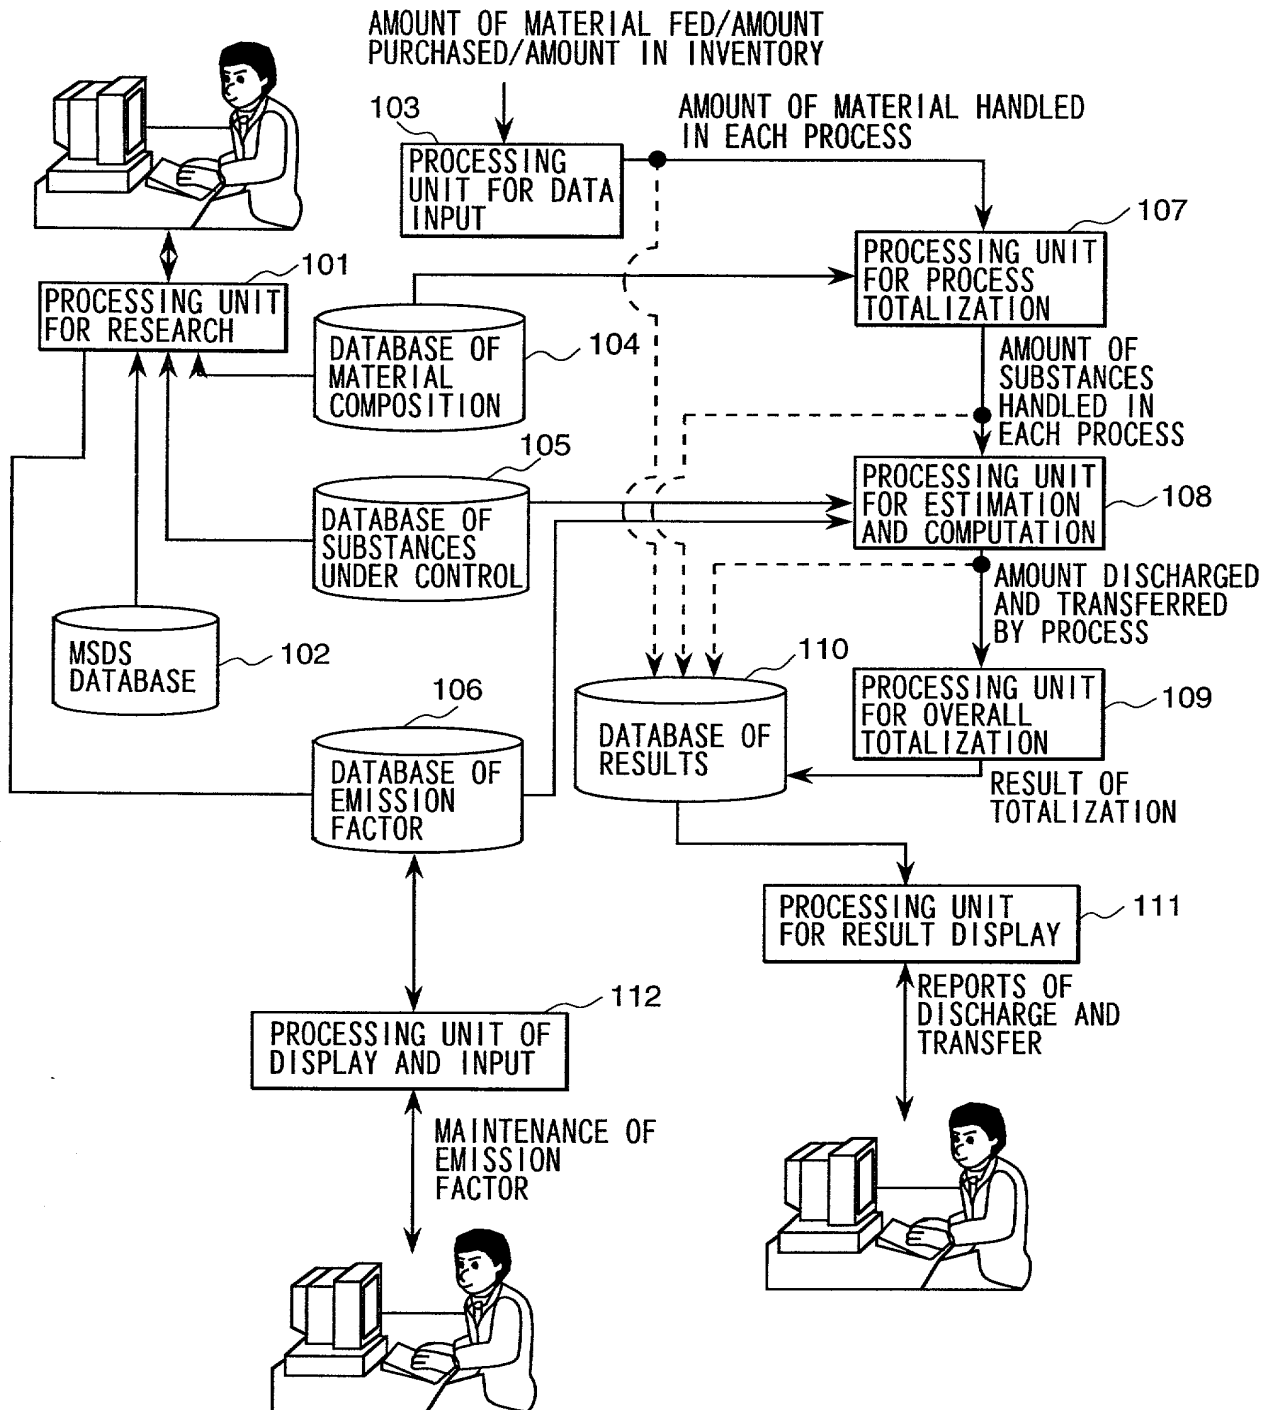 AMOUNT OF MATERIAL FED/AMOUNT
PURCHASED/AMOUNT IN INVENTORY
103
AMOUNT OF MATERIAL HANDLED
IN EACH PROCESS
PROCESSING
UNIT FOR DATA
INPUT
107
PROCESSING UNIT
FOR PROCESS
TOTALIZATION
101
PROCESSING UNIT
FOR RESEARCH
DATABASE OF
MATERIAL
COMPOSITION
104
AMOUNT OF
SUBSTANCES
HANDLED IN
EACH PROCESS
105
DATABASE OF
SUBSTANCES
UNDER CONTROL
PROCESSING UNIT
FOR ESTIMATION
AND COMPUTATION
108
AMOUNT DISCHARGED
AND TRANSFERRED
BY PROCESS
MSDS
DATABASE
102
110
PROCESSING UNIT
FOR OVERALL
TOTALIZATION
109
106
DATABASE OF
EMISSION
FACTOR
DATABASE OF
RESULTS
RESULT OF
TOTALIZATION
PROCESSING UNIT
FOR RESULT DISPLAY
111
REPORTS OF
DISCHARGE AND
TRANSFER
112
PROCESSING UNIT OF
DISPLAY AND INPUT
MAINTENANCE OF
EMISSION
FACTOR